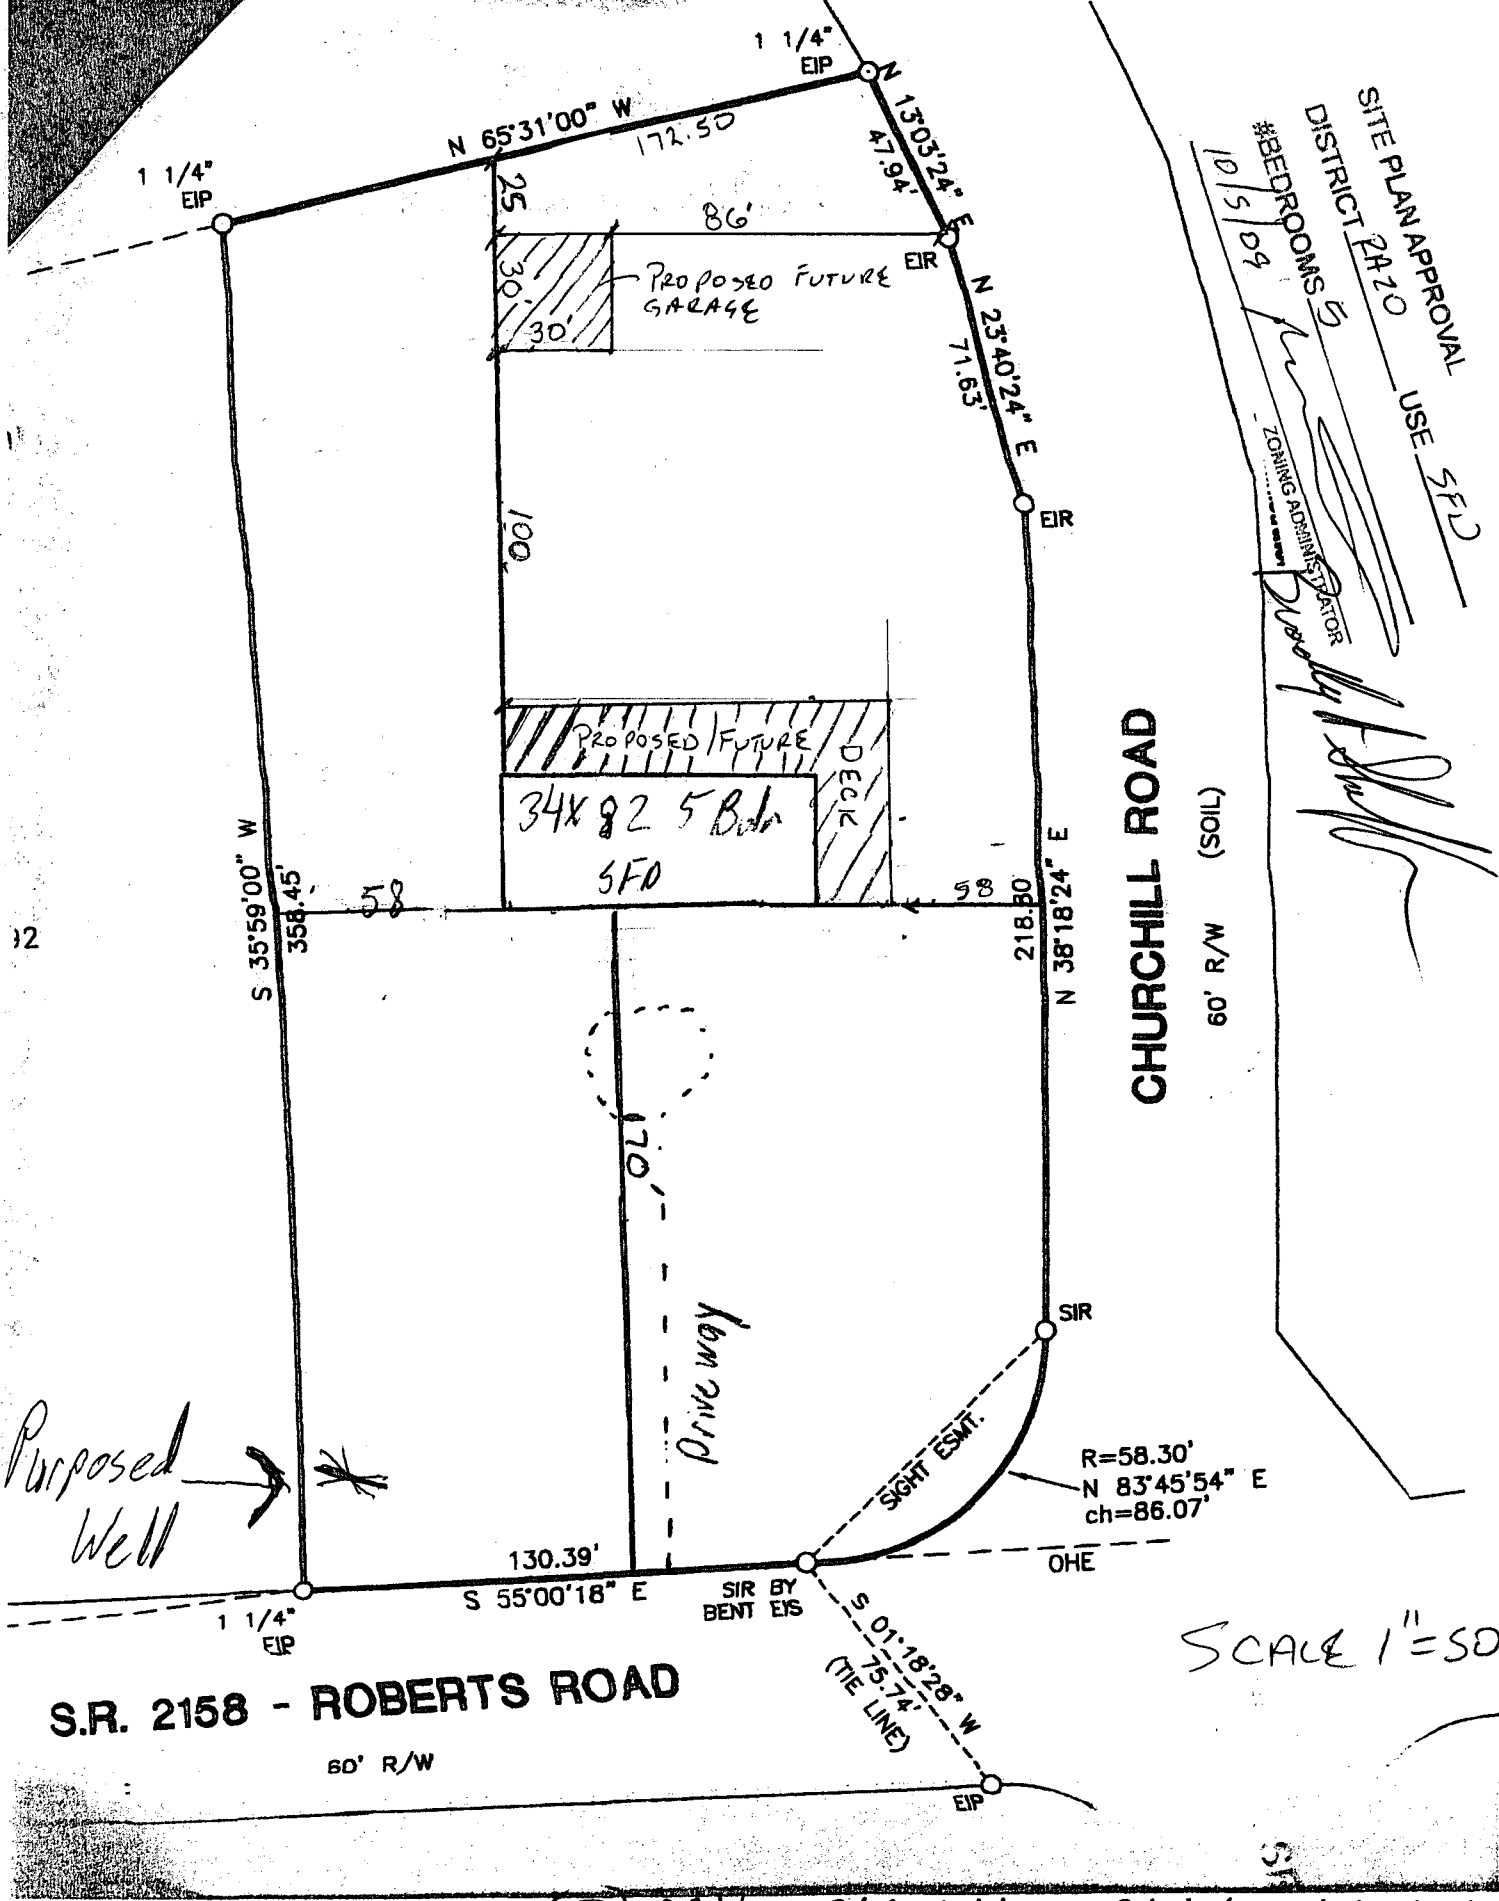 1 1/4"
EIP
N 65°31'00" W
172.50
1 1/4"
EIP
N 13°03'24" E
47.94'
SITE PLAN APPROVAL
DISTRICT RA20 USE SFD
#BEDROOMS 5
10/5/09
ZONING ADMINISTRATOR
25
86'
EIR
30'
30'
PROPOSED FUTURE
GARAGE
N 23°40'24" E
71.63'
EIR
100
PROPOSED/FUTURE
DECK
34X82 5 Bdr
SFD
S 35°59'00" W
358.45'
58
58
218.80
N 38°18'24" E
CHURCHILL ROAD
60' R/W (SOIL)
170'
Driveway
SIR
SIGHT ESMT.
R=58.30'
N 83°45'54" E
ch=86.07'
Purposed
Well
130.39'
S 55°00'18" E
SIR BY
BENT EIS
OHE
1 1/4"
EIP
S 01°18'28" W
75.74'
(TIE LINE)
SCALE 1"=50
S.R. 2158 - ROBERTS ROAD
60' R/W
EIP